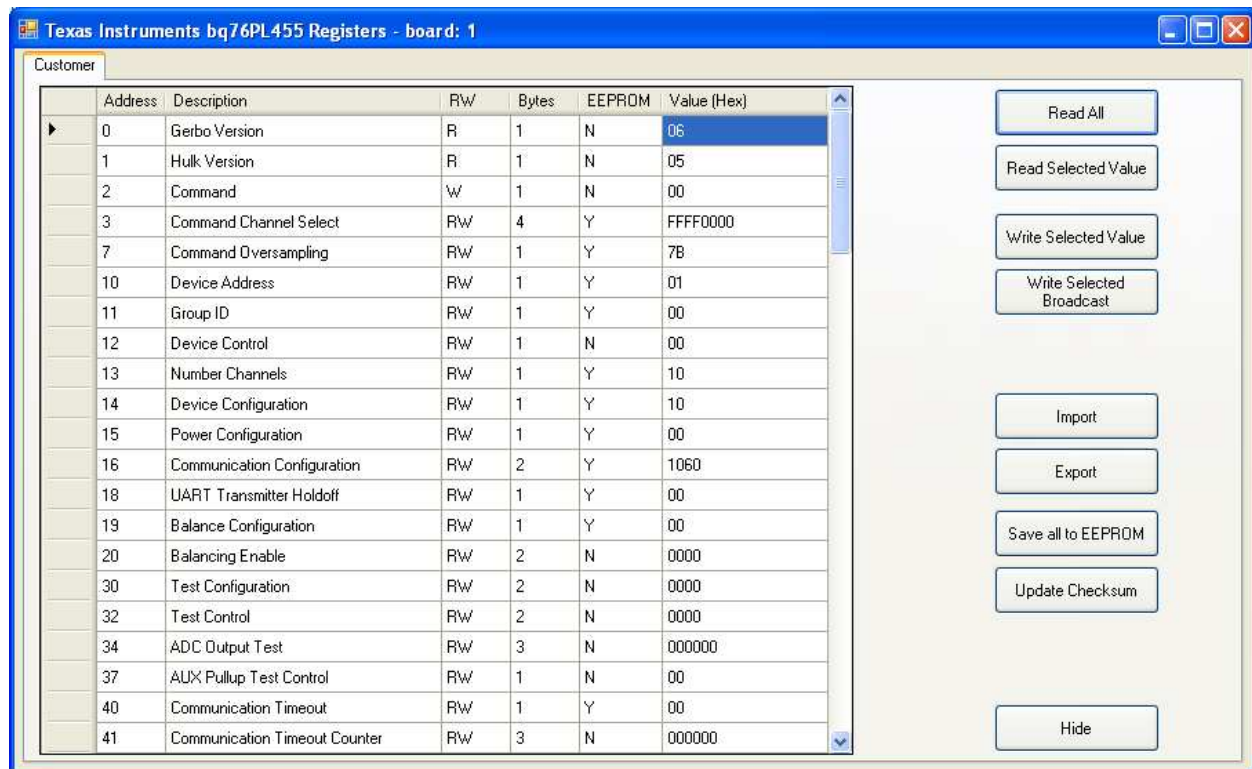 Texas Instruments bq76PL455 Registers - board: 1
Customer
Address Description RW Bytes EEPROM Value (Hex)
0 Gerbo Version R 1 N 06
1 Hulk Version R 1 N 05
2 Command W 1 N 00
3 Command Channel Select RW 4 Y FFFF0000
7 Command Oversampling RW 1 Y 7B
10 Device Address RW 1 Y 01
11 Group ID RW 1 Y 00
12 Device Control RW 1 N 00
13 Number Channels RW 1 Y 10
14 Device Configuration RW 1 Y 10
15 Power Configuration RW 1 Y 00
16 Communication Configuration RW 2 Y 1060
18 UART Transmitter Holdoff RW 1 Y 00
19 Balance Configuration RW 1 Y 00
20 Balancing Enable RW 2 N 0000
30 Test Configuration RW 2 N 0000
32 Test Control RW 2 N 0000
34 ADC Output Test RW 3 N 000000
37 AUX Pullup Test Control RW 1 N 00
40 Communication Timeout RW 1 Y 00
41 Communication Timeout Counter RW 3 N 000000
Read All
Read Selected Value
Write Selected Value
Write Selected
Broadcast
Import
Export
Save all to EEPROM
Update Checksum
Hide